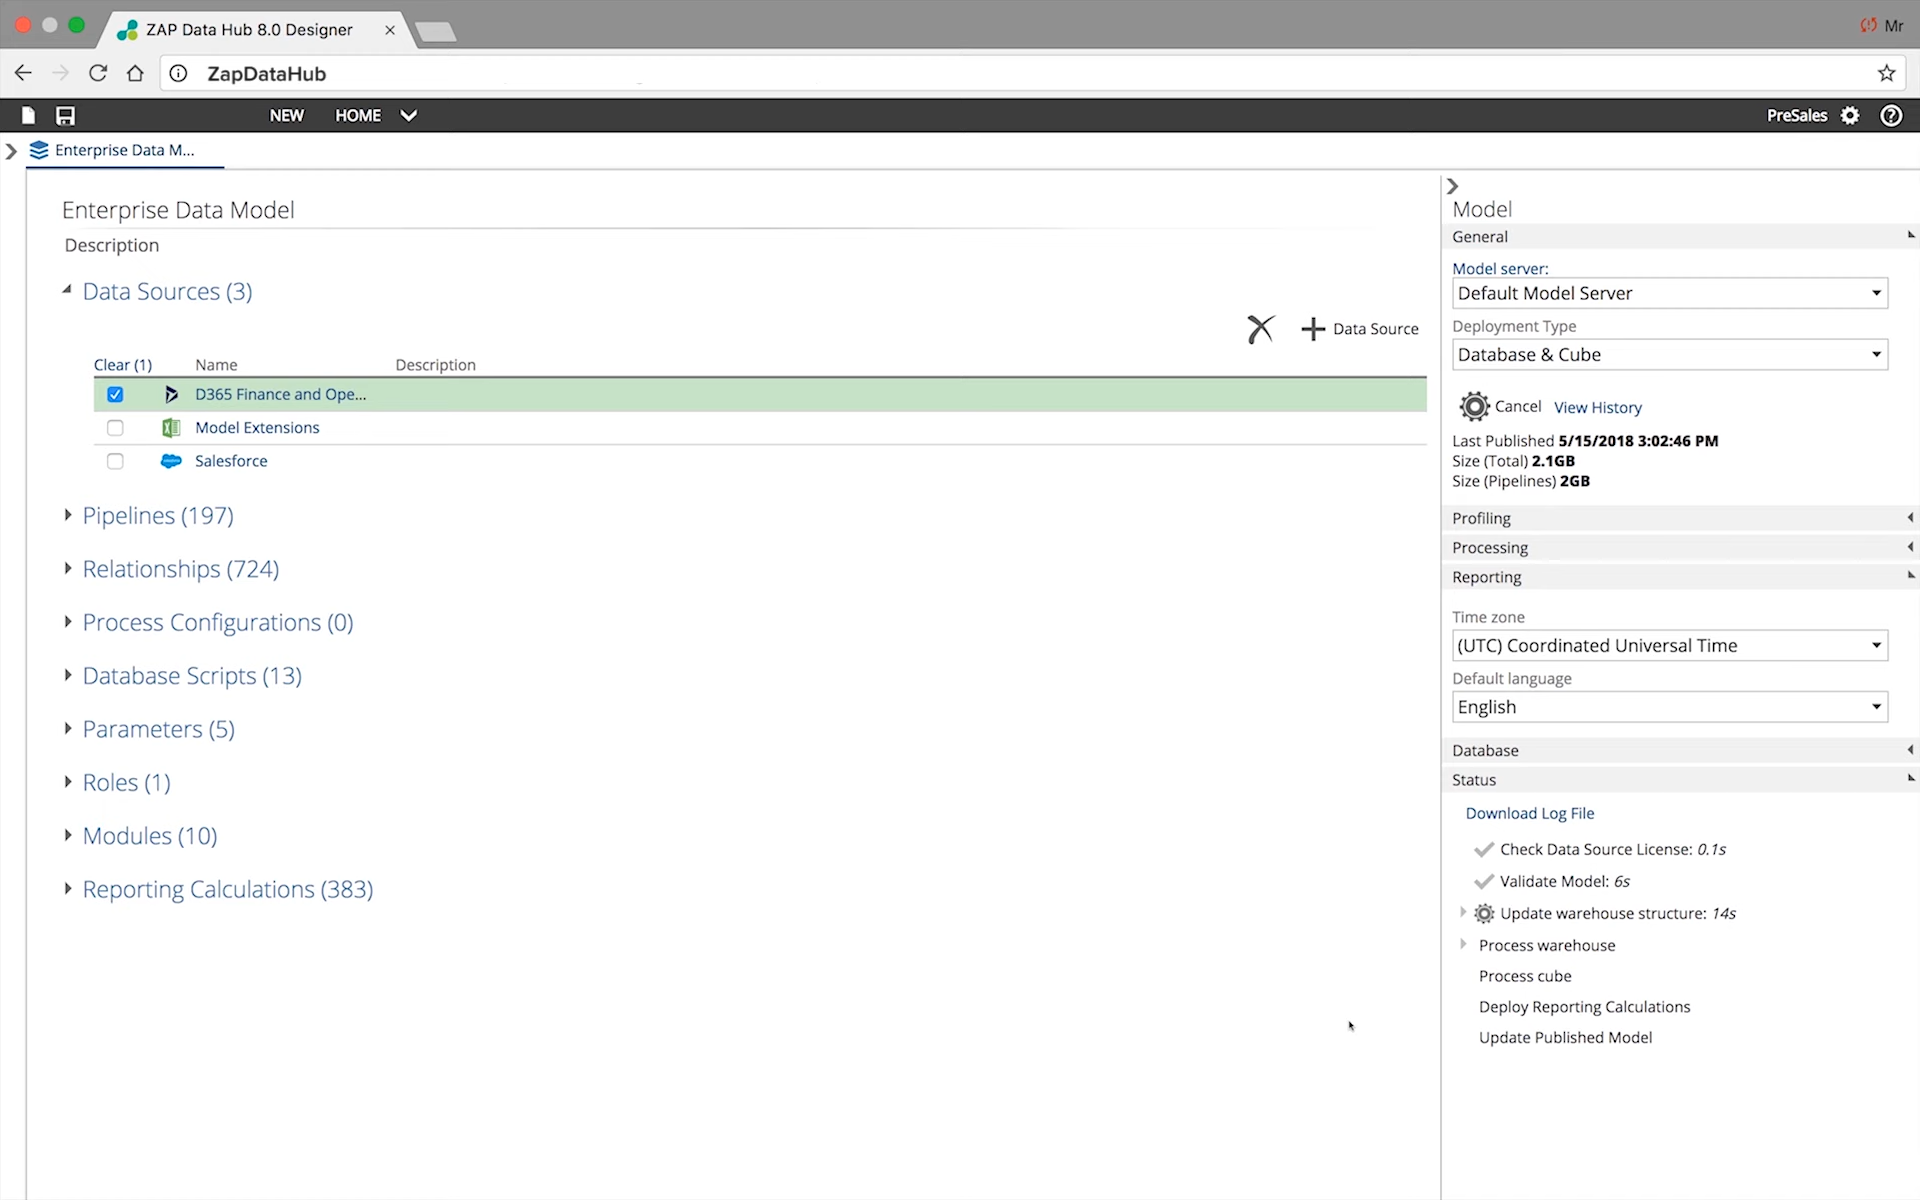 ZAP Data Hub 8.0 Designer
Mr
ZapDataHub
NEW HOME
PreSales
Enterprise Data M...
Enterprise Data Model
Description
Data Sources (3)
Data Source
Clear (1) Name Description
D365 Finance and Ope...
Model Extensions
Salesforce
Pipelines (197)
Relationships (724)
Process Configurations (0)
Database Scripts (13)
Parameters (5)
Roles (1)
Modules (10)
Reporting Calculations (383)
Model
General
Model server:
Default Model Server
Deployment Type
Database & Cube
Cancel View History
Last Published 5/15/2018 3:02:46 PM
Size (Total) 2.1GB
Size (Pipelines) 2GB
Profiling
Processing
Reporting
Time zone
(UTC) Coordinated Universal Time
Default language
English
Database
Status
Download Log File
Check Data Source License: 0.1s
Validate Model: 6s
Update warehouse structure: 14s
Process warehouse
Process cube
Deploy Reporting Calculations
Update Published Model